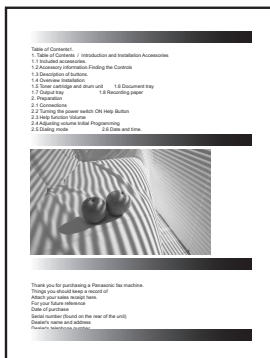 Table of Contents1.
1. Table of Contents / Introduction and Installation Accessories
1.1 Included accessories.
1.2 Accessory information Finding the Controls
1.3 Description of buttons.
1.4 Overview Installation
1.5 Toner cartridge and drum unit 1.6 Document tray
1.7 Output tray 1.8 Recording paper
2. Preparation
2.1 Connections
2.2 Turning the power switch ON Help Button
2.3 Help function Volume
2.4 Adjusting volume Initial Programming
2.5 Dialing mode 2.6 Date and time.
Thank you for purchasing a Panasonic fax machine.
Things you should keep a record of
Attach your sales receipt here.
For your future reference
Date of purchase
Serial number (found on the rear of the unit)
Dealer's name and address
Dealer's telephone number